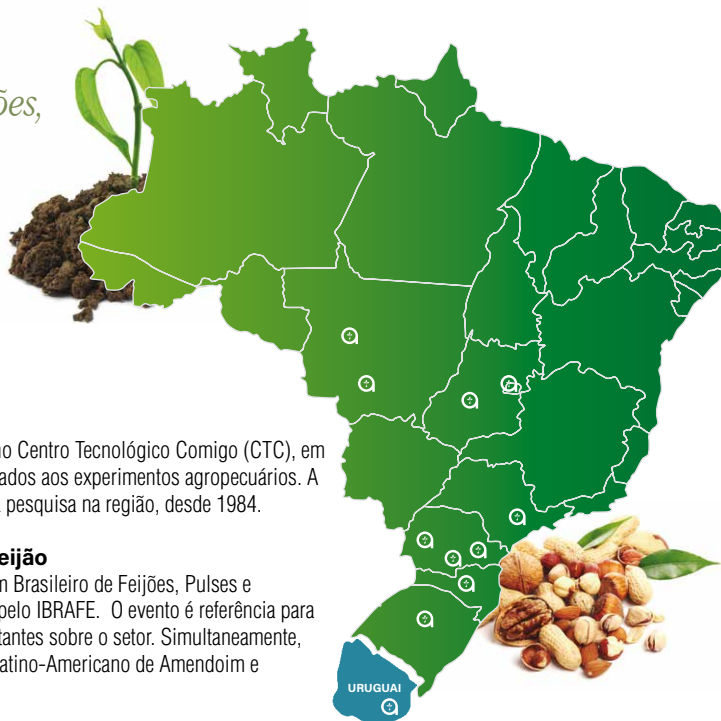 ões,
no Centro Tecnológico Comigo (CTC), em
ados aos experimentos agropecuários. A
pesquisa na região, desde 1984.
eijão
Brasileiro de Feijões, Pulses e
pelo IBRAFE. O evento é referência para
tantes sobre o setor. Simultaneamente,
atino-Americano de Amendoim e
URUGUAI